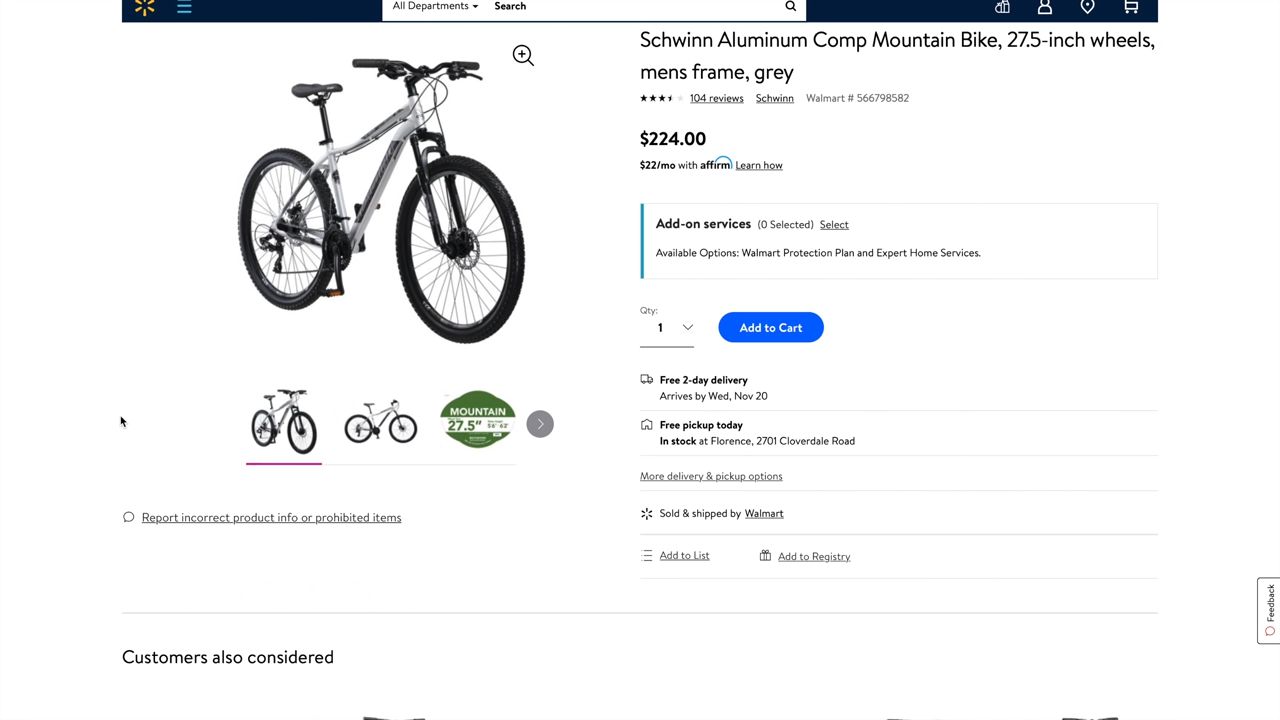 All Departments
Search
Schwinn Aluminum Comp Mountain Bike, 27.5-inch wheels,
mens frame, grey
104 reviews Schwinn Walmart # 566798582
$224.00
$22/mo with affirm Learn how
Add-on services (0 Selected) Select
Available Options: Walmart Protection Plan and Expert Home Services.
Qty:
1
Add to Cart
Free 2-day delivery
Arrives by Wed, Nov 20
Free pickup today
In stock at Florence, 2701 Cloverdale Road
More delivery & pickup options
Sold & shipped by Walmart
Add to List
Add to Registry
MOUNTAIN
27.5"
Report incorrect product info or prohibited items
Feedback
Customers also considered